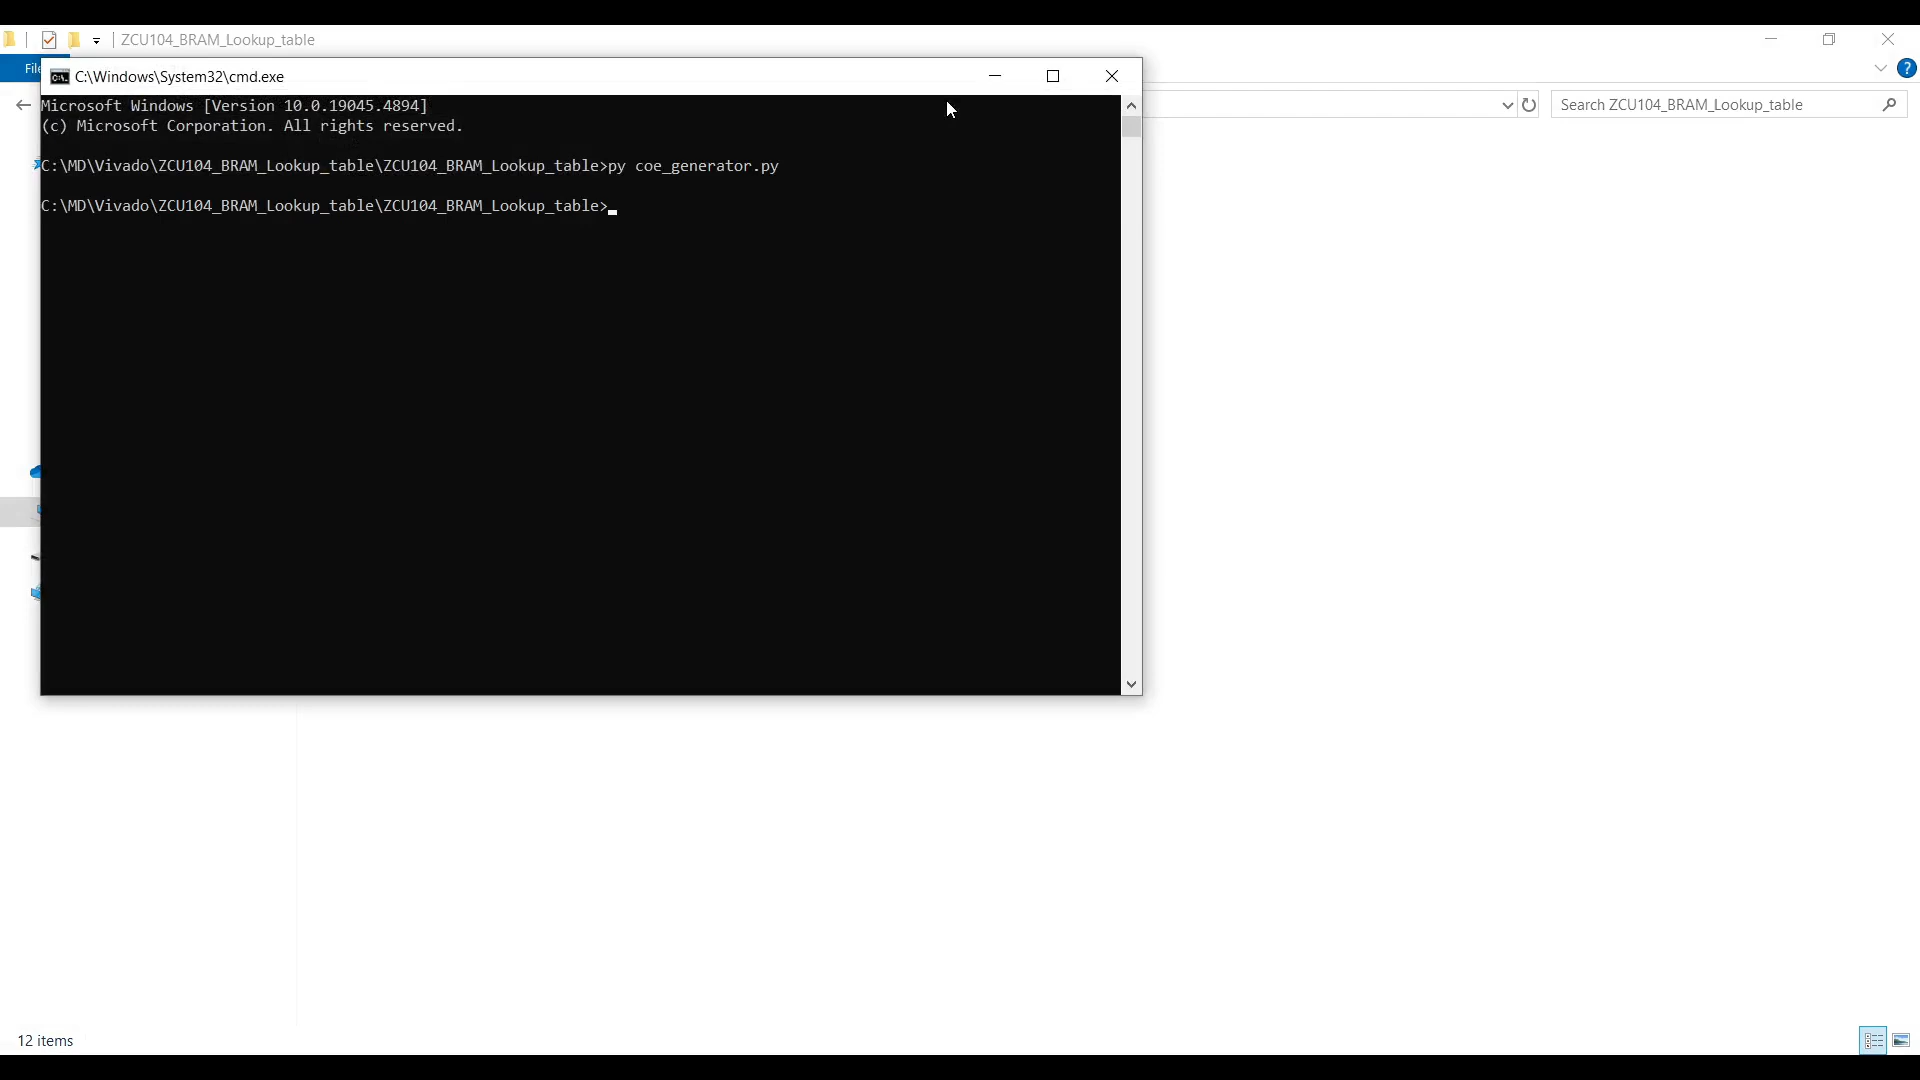 ZCU104_BRAM_Lookup_table
File
C:\Windows\System32\cmd.exe
Search ZCU104_BRAM_Lookup_table
Microsoft Windows [Version 10.0.19045.4894]
(c) Microsoft Corporation. All rights reserved.
C:\MD\Vivado\ZCU104_BRAM_Lookup_table\ZCU104_BRAM_Lookup_table>py coe_generator.py
C:\MD\Vivado\ZCU104_BRAM_Lookup_table\ZCU104_BRAM_Lookup_table>
12 items